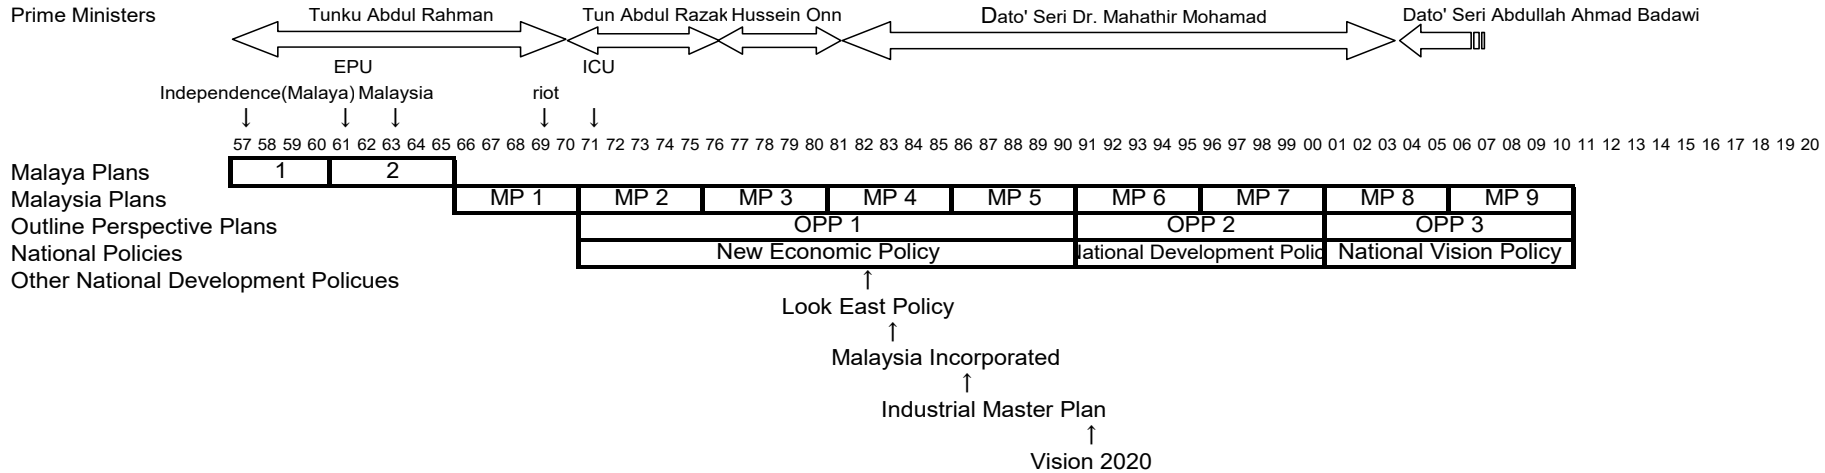 Prime Ministers Tunku Abdul Rahman Tun Abdul Razak Hussein Onn Dato' Seri Dr. Mahathir Mohamad Dato' Seri Abdullah Ahmad Badawi
EPU ICU
Independence(Malaya) Malaysia riot
↓ ↓ ↓ ↓ ↓
57 58 59 60 61 62 63 64 65 66 67 68 69 70 71 72 73 74 75 76 77 78 79 80 81 82 83 84 85 86 87 88 89 90 91 92 93 94 95 96 97 98 99 00 01 02 03 04 05 06 07 08 09 10 11 12 13 14 15 16 17 18 19 20
Malaya Plans 1 2
Malaysia Plans MP 1 MP 2 MP 3 MP 4 MP 5 MP 6 MP 7 MP 8 MP 9
Outline Perspective Plans OPP 1 OPP 2 OPP 3
National Policies New Economic Policy National Development Polic National Vision Policy
Other National Development Policues ↑
Look East Policy
↑
Malaysia Incorporated
↑
Industrial Master Plan
↑
Vision 2020